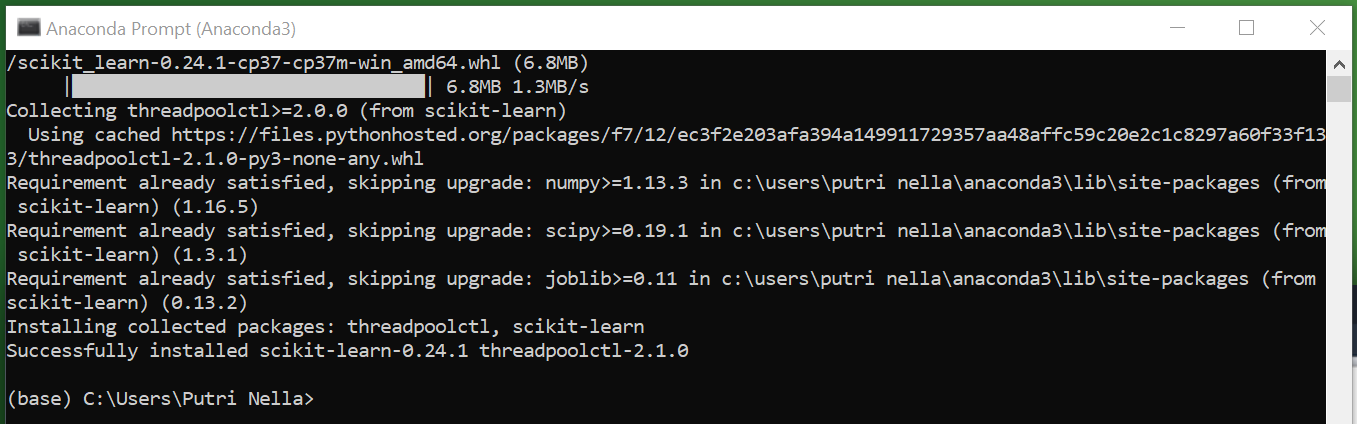 Anaconda Prompt (Anaconda3)
/scikit_learn-0.24.1-cp37-cp37m-win_amd64.whl (6.8MB)
|████████████████████████████████| 6.8MB 1.3MB/s
Collecting threadpoolctl>=2.0.0 (from scikit-learn)
Using cached https://files.pythonhosted.org/packages/f7/12/ec3f2e203afa394a149911729357aa48affc59c20e2c1c8297a60f33f13
3/threadpoolctl-2.1.0-py3-none-any.whl
Requirement already satisfied, skipping upgrade: numpy>=1.13.3 in c:\users\putri nella\anaconda3\lib\site-packages (from
scikit-learn) (1.16.5)
Requirement already satisfied, skipping upgrade: scipy>=0.19.1 in c:\users\putri nella\anaconda3\lib\site-packages (from
scikit-learn) (1.3.1)
Requirement already satisfied, skipping upgrade: joblib>=0.11 in c:\users\putri nella\anaconda3\lib\site-packages (from
scikit-learn) (0.13.2)
Installing collected packages: threadpoolctl, scikit-learn
Successfully installed scikit-learn-0.24.1 threadpoolctl-2.1.0
(base) C:\Users\Putri Nella>